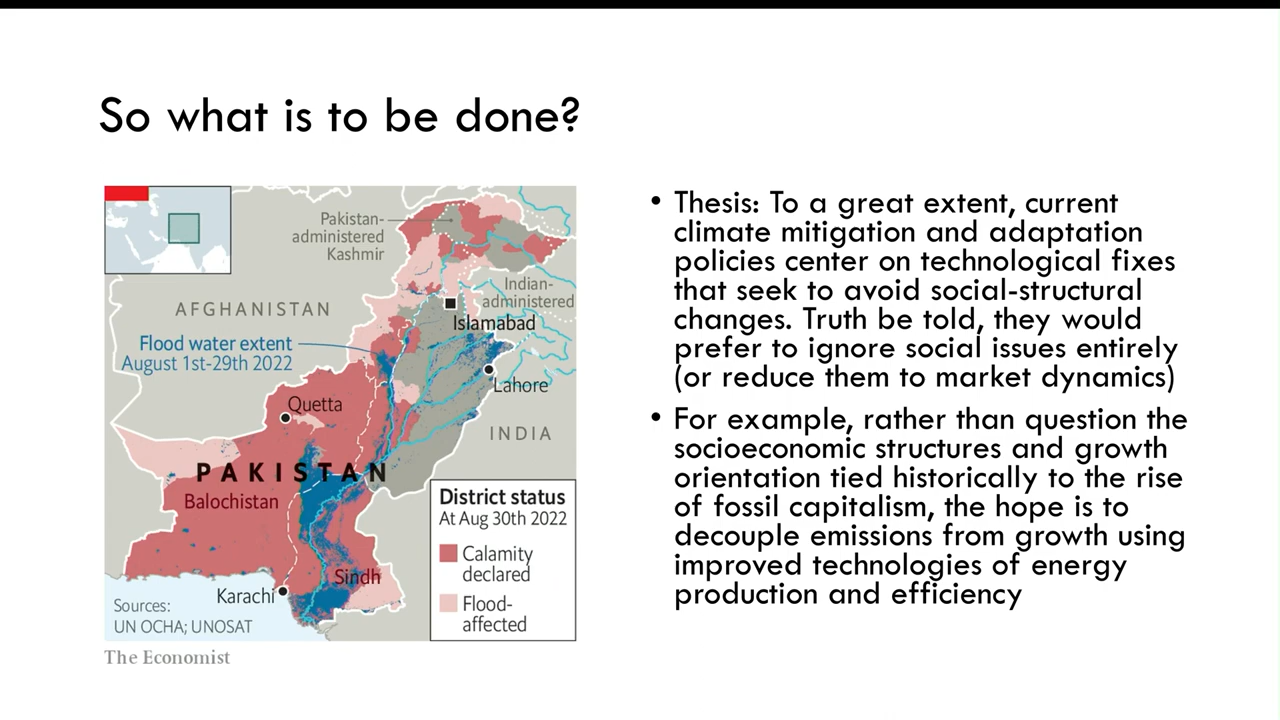 So what is to be done?
Pakistan-
administered
Kashmir
AFGHANISTAN
Indian-
administered
Islamabad
Flood water extent
August 1st-29th 2022
Lahore
Quetta
INDIA
PAKISTAN
Balochistan
District status
At Aug 30th 2022
Calamity
declared
Sindh
Karachi
Flood-
affected
Sources:
UN OCHA; UNOSAT
The Economist
• Thesis: To a great extent, current
climate mitigation and adaptation
policies center on technological fixes
that seek to avoid social-structural
changes. Truth be told, they would
prefer to ignore social issues entirely
(or reduce them to market dynamics)
• For example, rather than question the
socioeconomic structures and growth
orientation tied historically to the rise
of fossil capitalism, the hope is to
decouple emissions from growth using
improved technologies of energy
production and efficiency